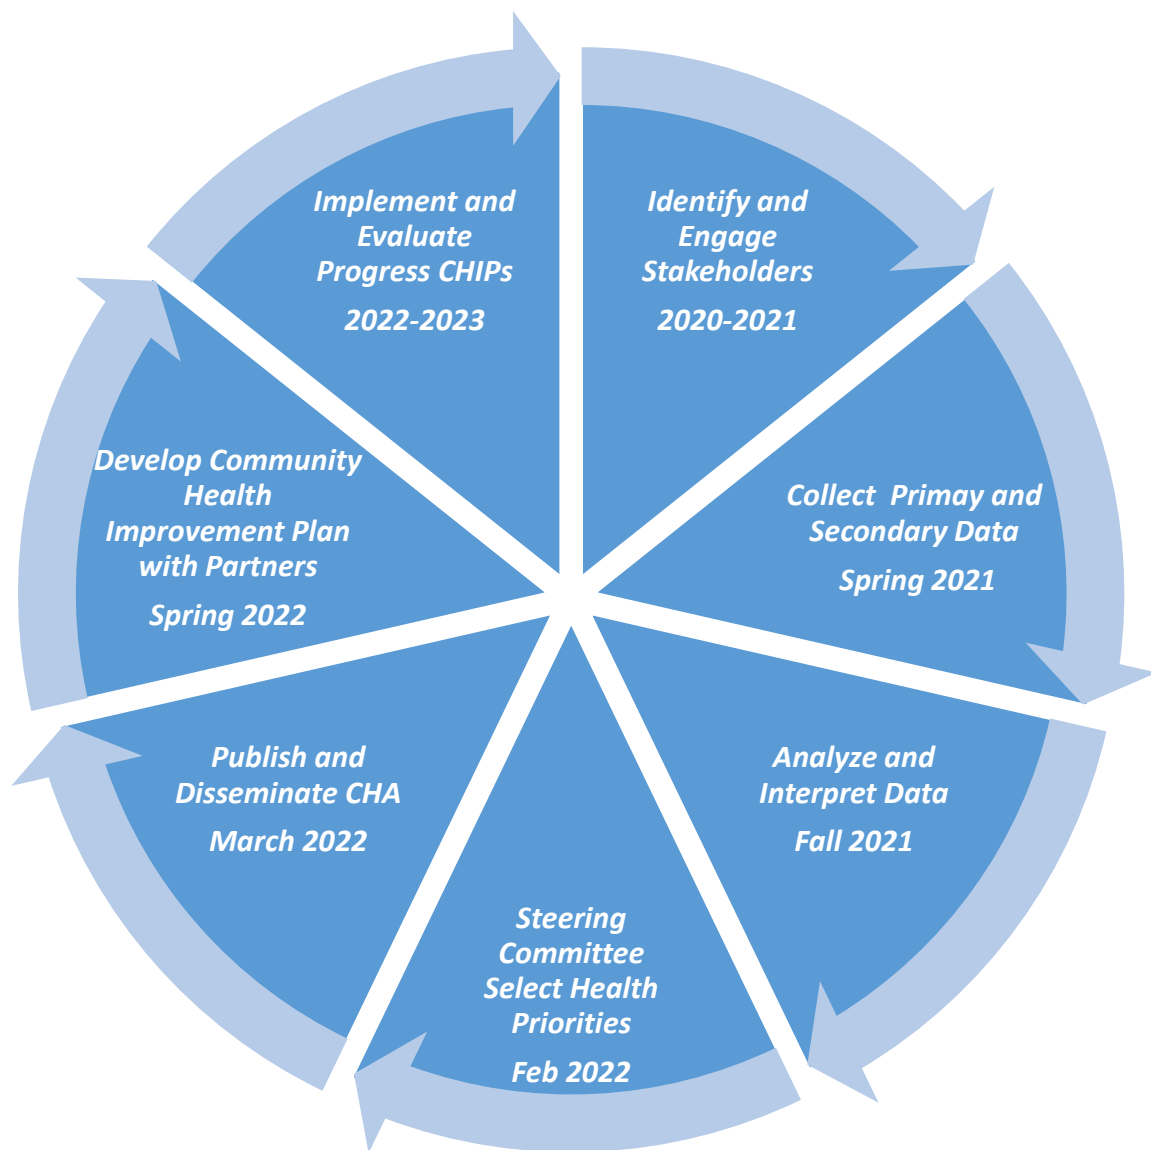 Identify and
Engage
Stakeholders
2020-2021
Collect  Primay and
Secondary Data
Spring 2021
Analyze and
Interpret Data
Fall 2021
Steering
Committee
Select Health
Priorities
Feb 2022
Publish and
Disseminate CHA
March 2022
Develop Community
Health
Improvement Plan
with Partners
Spring 2022
Implement and
Evaluate
Progress CHIPs
2022-2023